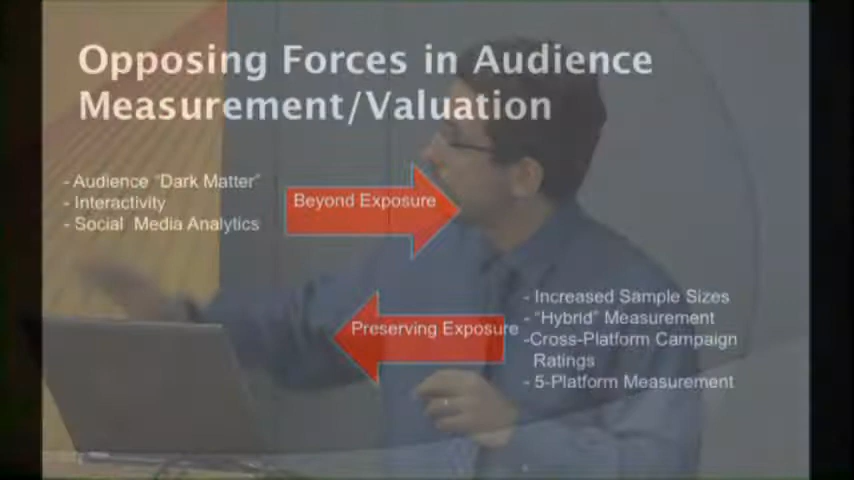 Opposing Forces in Audience
Measurement/Valuation
- Audience "Dark Matter"
- Interactivity
- Social Media Analytics
Beyond Exposure
Preserving Exposure
- Increased Sample Sizes
- "Hybrid" Measurement
-Cross-Platform Campaign
Ratings
- 5-Platform Measurement